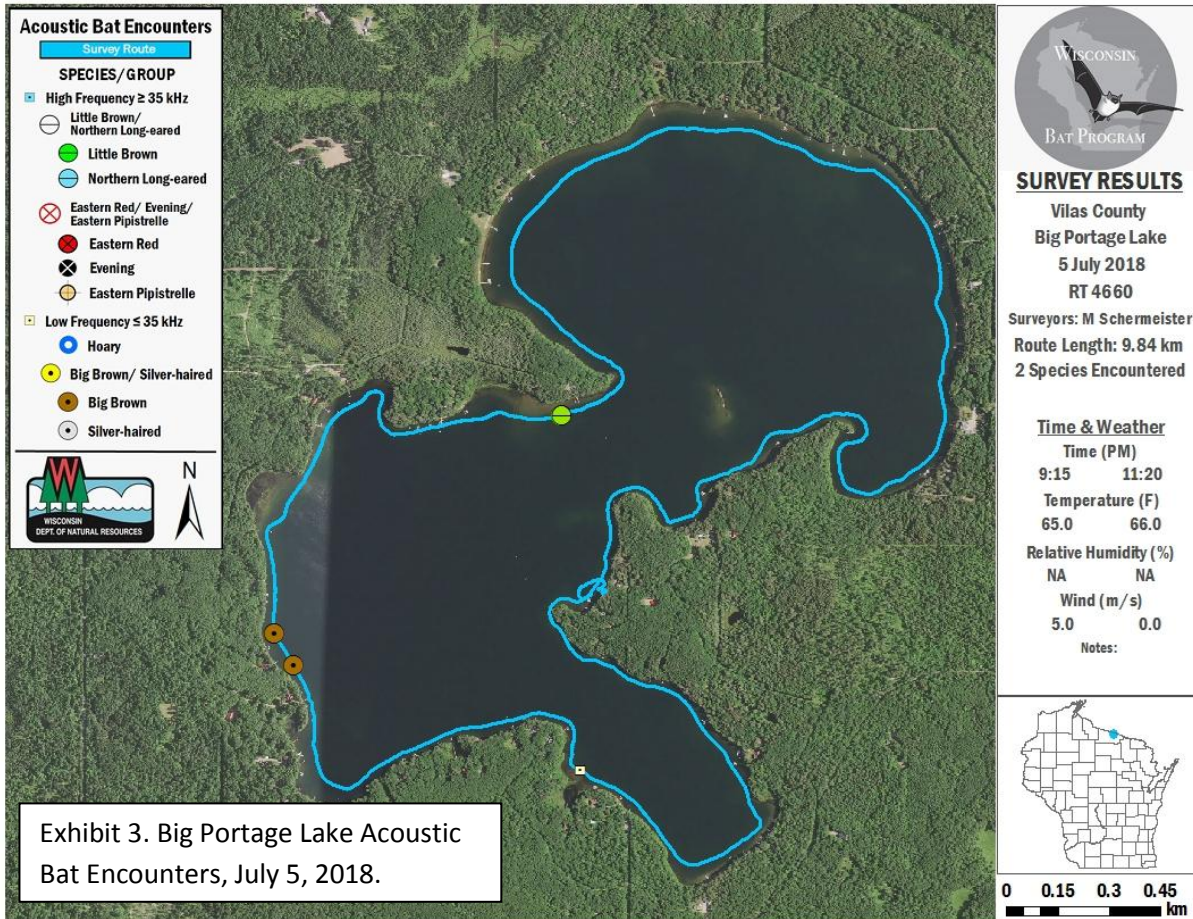 Acoustic Bat Encounters
Survey Route
SPECIES/GROUP
High Frequency ≥ 35 kHz
Little Brown/
Northern Long-eared
Little Brown
Northern Long-eared
Eastern Red/ Evening/
Eastern Pipistrelle
Eastern Red
Evening
Eastern Pipistrelle
Low Frequency ≤ 35 kHz
Hoary
Big Brown/ Silver-haired
Big Brown
Silver-haired
W
WISCONSIN
DEPT. OF NATURAL RESOURCES
N
Exhibit 3. Big Portage Lake Acoustic
Bat Encounters, July 5, 2018.
WISCONSIN
BAT PROGRAM
SURVEY RESULTS
Vilas County
Big Portage Lake
5 July 2018
RT 4660
Surveyors: M Schermeister
Route Length: 9.84 km
2 Species Encountered
Time & Weather
Time (PM)
9:15 11:20
Temperature (F)
65.0 66.0
Relative Humidity (%)
NA NA
Wind (m/s)
5.0 0.0
Notes:
0 0.15 0.3 0.45
km